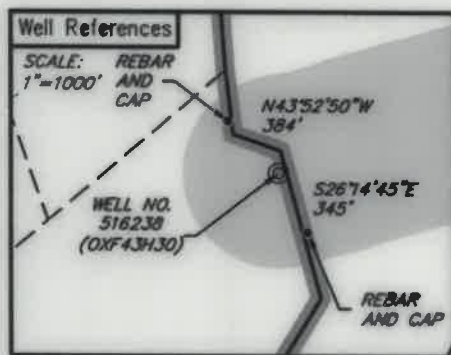 Well References
SCALE:
1"=1000'
REBAR
AND
CAP
N43°52'50"W
384'
S26°14'45"E
345'
WELL NO.
516238
(OXF43H30)
REBAR
AND CAP